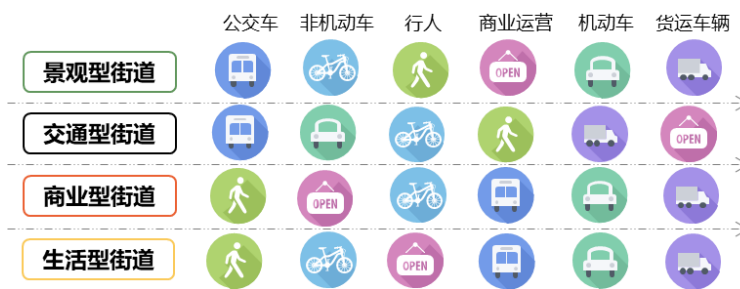 公交车 非机动车 行人 商业运营 机动车 货运车辆
景观型街道 OPEN
交通型街道 OPEN
商业型街道 OPEN
生活型街道 OPEN